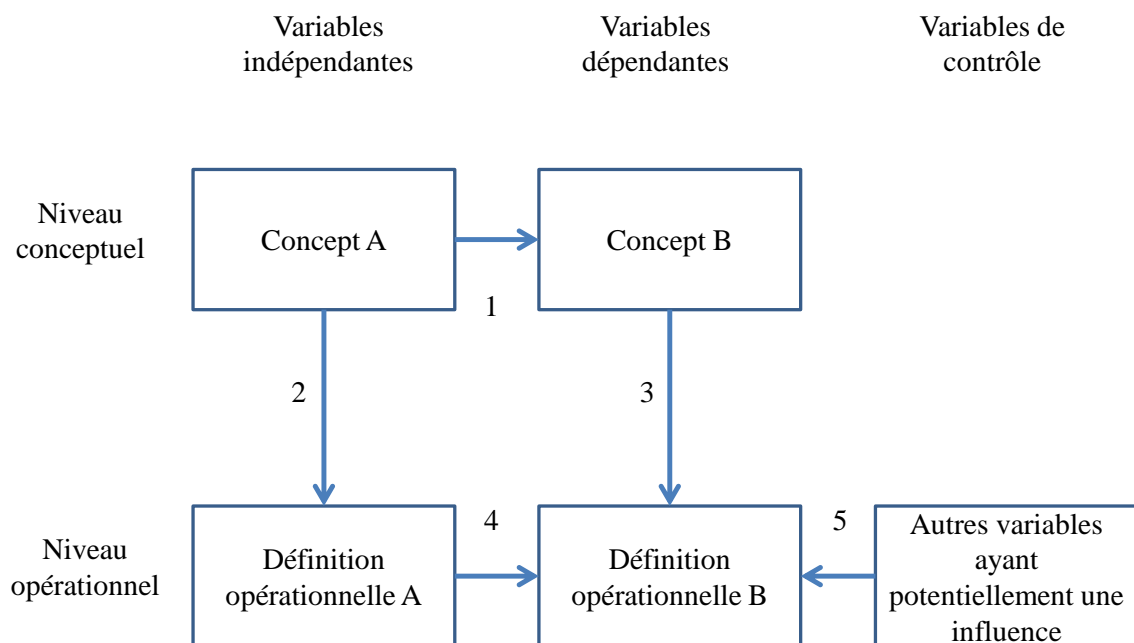 Variables
indépendantes
Variables
dépendantes
Variables de
contrôle
Niveau
conceptuel
Concept A
Concept B
1
2
3
Niveau
opérationnel
Définition
opérationnelle A
4
Définition
opérationnelle B
5
Autres variables
ayant
potentiellement une
influence